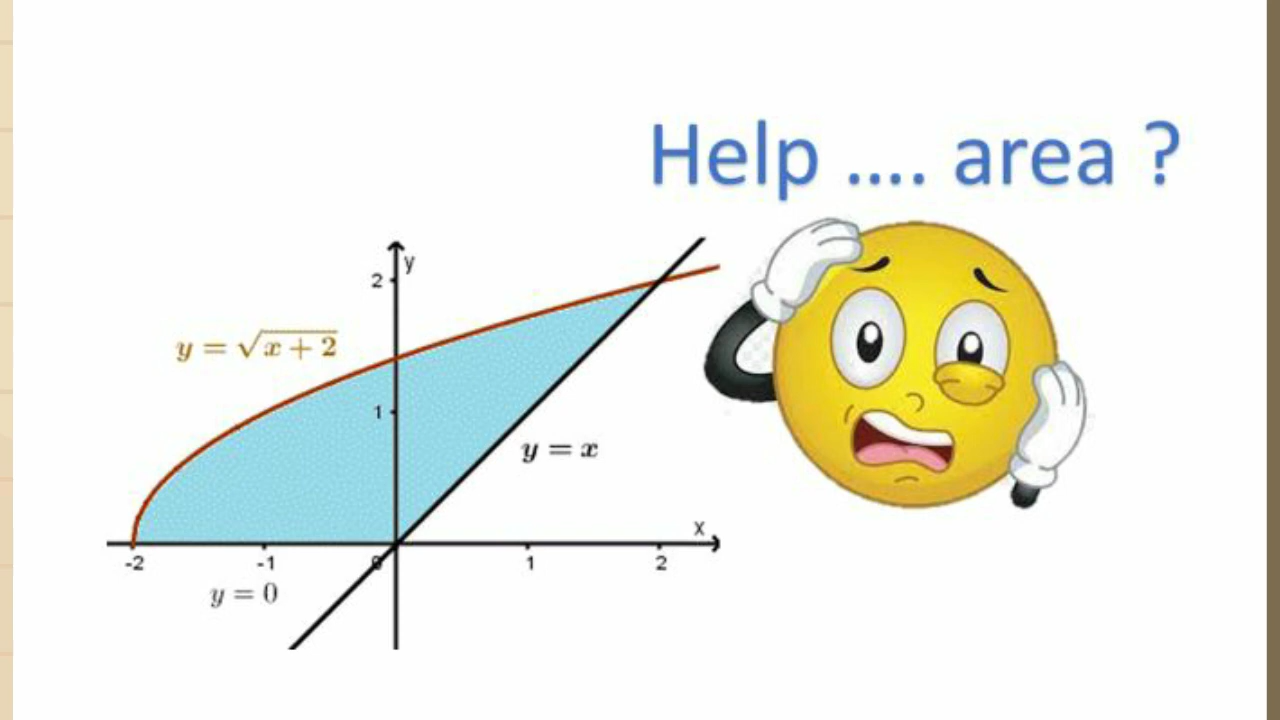 Help .... area ?
y
2
y = √x + 2
1
y = x
x
-2 -1 0 1 2
y = 0